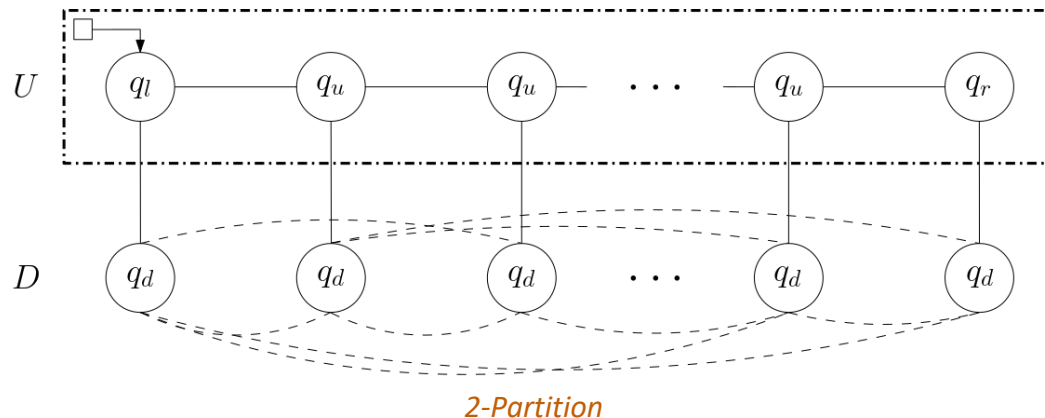 U q_l q_u q_u · · · q_u q_r
D q_d q_d q_d · · · q_d q_d
2-Partition